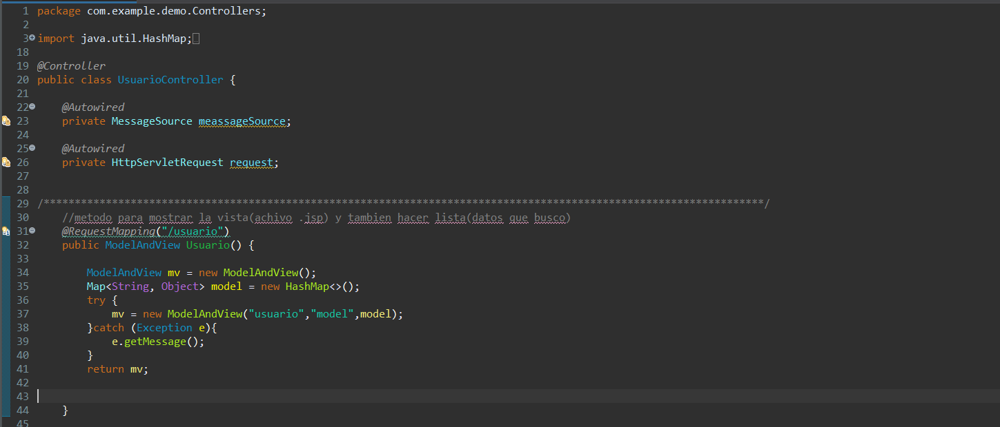 1 package com.example.demo.Controllers;
2
3 import java.util.HashMap;
18
19 @Controller
20 public class UsuarioController {
21
22 @Autowired
23 private MessageSource meassageSource;
24
25 @Autowired
26 private HttpServletRequest request;
27
28
29 /*********************************************************************************************************************/
30 //metodo para mostrar la vista(achivo .jsp) y tambien hacer lista(datos que busco)
31 @RequestMapping("/usuario")
32 public ModelAndView Usuario() {
33
34 ModelAndView mv = new ModelAndView();
35 Map<String, Object> model = new HashMap<>();
36 try {
37 mv = new ModelAndView("usuario","model",model);
38 }catch (Exception e){
39 e.getMessage();
40 }
41 return mv;
42
43
44 }
45